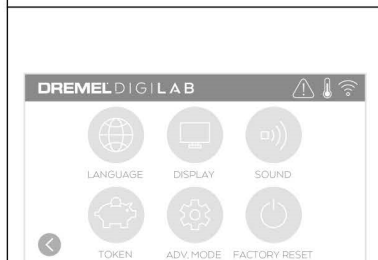 DREMEL DIGILAB
LANGUAGE DISPLAY SOUND
TOKEN ADV. MODE FACTORY RESET